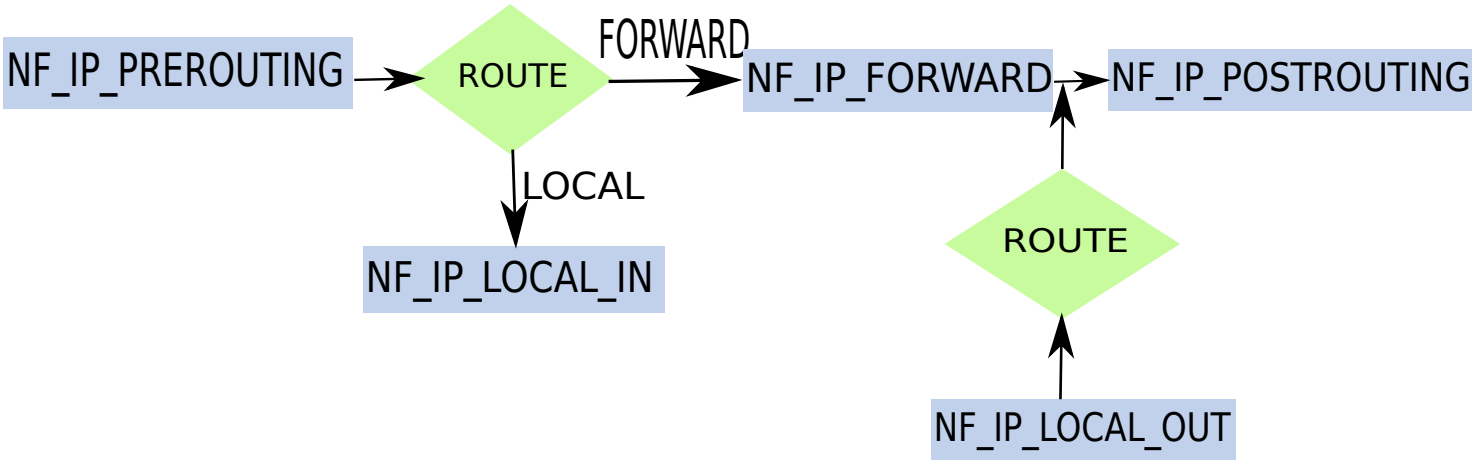 FORWARD
NF_IP_PREROUTING
ROUTE
NF_IP_FORWARD
NF_IP_POSTROUTING
LOCAL
ROUTE
NF_IP_LOCAL_IN
NF_IP_LOCAL_OUT